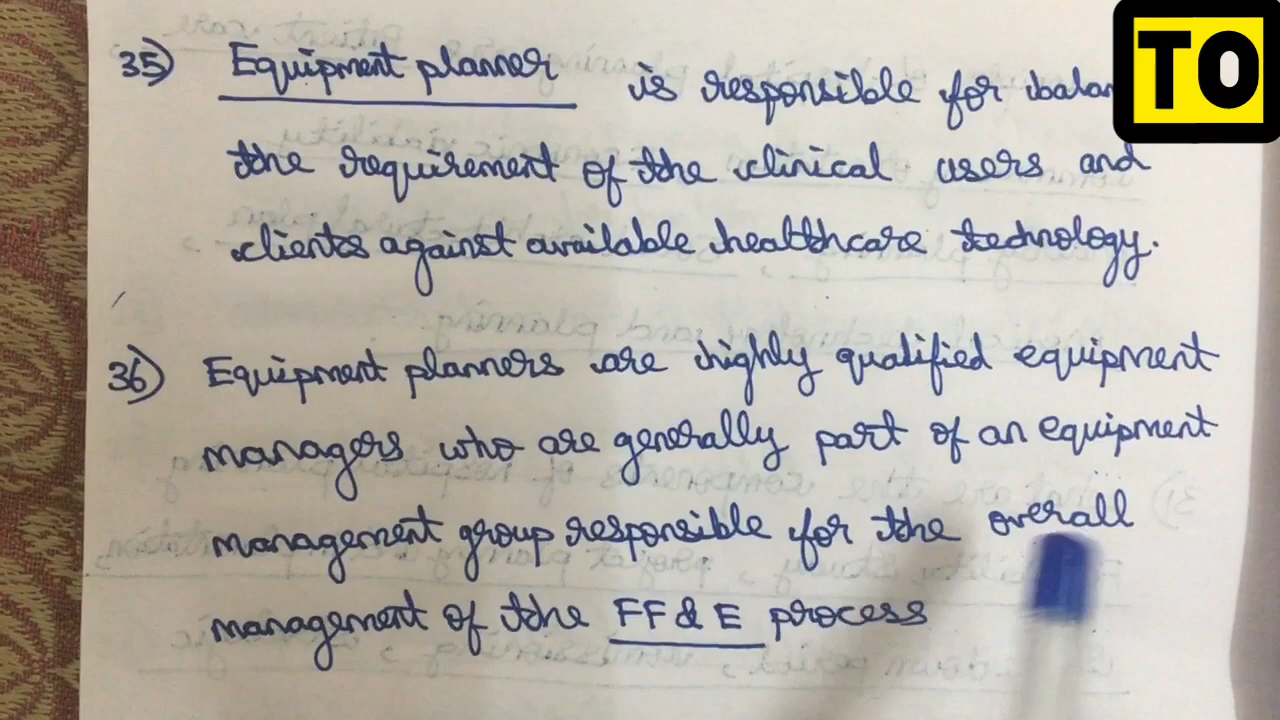 TO
35) Equipment planner is responsible for
the requirement of the clinical users and
clients against available healthcare technology.
36) Equipment planners are highly qualified equipment
managers who are generally part of an equipment
management group responsible for the overall
management of the FF & E process